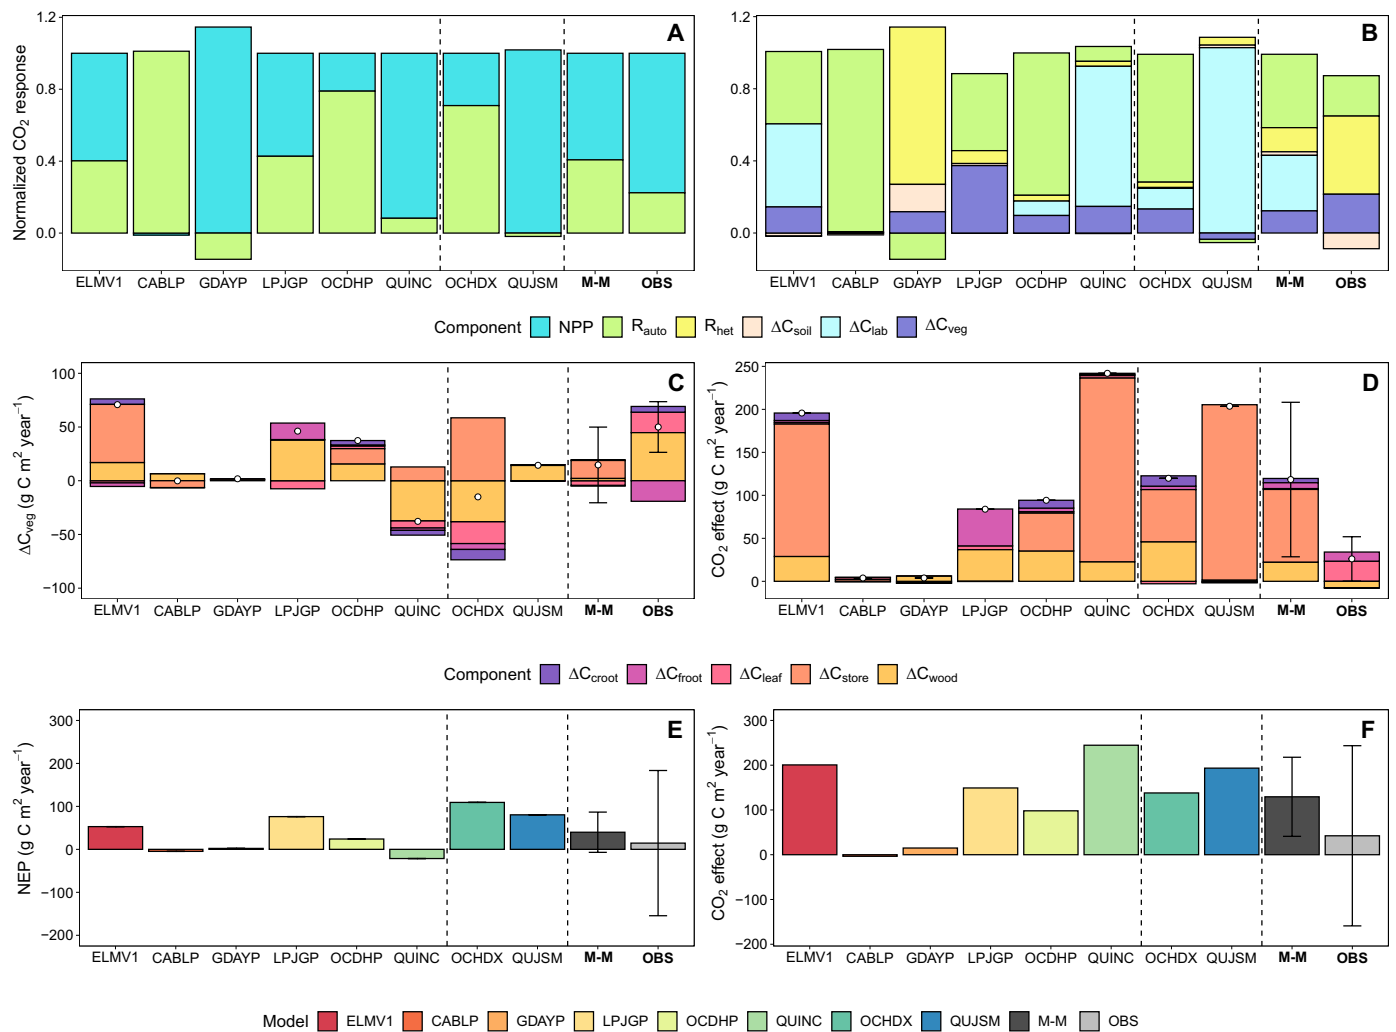 A
Normalized CO2 response
1.2
0.8
0.4
0.0
ELMV1 CABLP GDAYP LPJGP OCDHP QUINC OCHDX QUJSM M-M OBS
B
1.2
0.8
0.4
0.0
ELMV1 CABLP GDAYP LPJGP OCDHP QUINC OCHDX QUJSM M-M OBS
Component NPP Rauto Rhet ΔCsoil ΔClab ΔCveg
C
ΔCveg (g C m² year⁻¹)
100
50
0
−50
−100
ELMV1 CABLP GDAYP LPJGP OCDHP QUINC OCHDX QUJSM M-M OBS
D
CO2 effect (g C m² year⁻¹)
250
200
150
100
50
0
ELMV1 CABLP GDAYP LPJGP OCDHP QUINC OCHDX QUJSM M-M OBS
Component ΔCcroot ΔCfroot ΔCleaf ΔCstore ΔCwood
E
NEP (g C m² year⁻¹)
300
200
100
0
−100
−200
ELMV1 CABLP GDAYP LPJGP OCDHP QUINC OCHDX QUJSM M-M OBS
F
CO2 effect (g C m² year⁻¹)
300
200
100
0
−100
−200
ELMV1 CABLP GDAYP LPJGP OCDHP QUINC OCHDX QUJSM M-M OBS
Model ELMV1 CABLP GDAYP LPJGP OCDHP QUINC OCHDX QUJSM M-M OBS